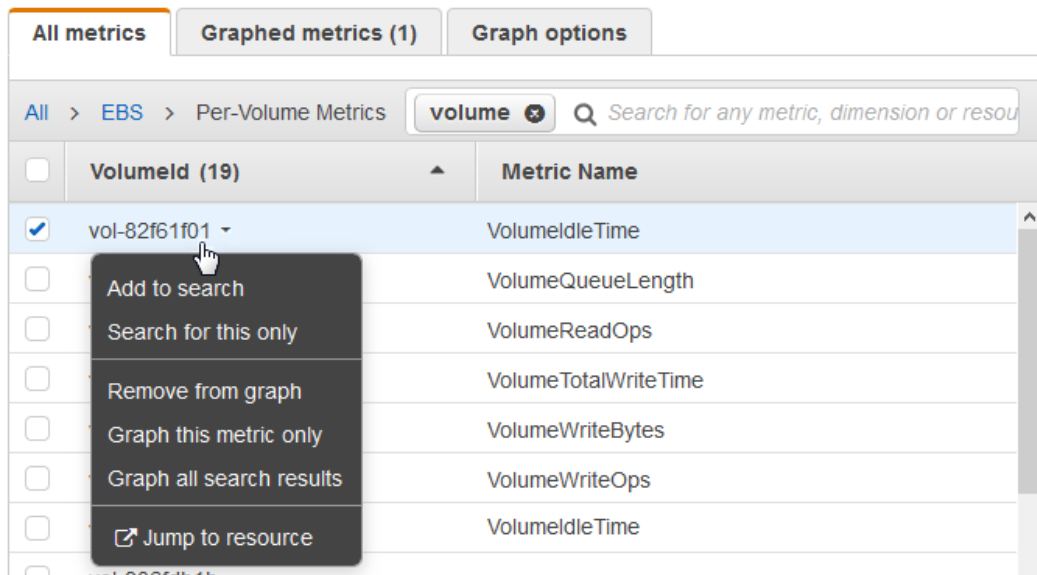 All metrics Graphed metrics (1) Graph options
All > EBS > Per-Volume Metrics volume Search for any metric, dimension or resou
VolumeId (19) Metric Name
vol-82f61f01 VolumeIdleTime
Add to search VolumeQueueLength
Search for this only VolumeReadOps
VolumeTotalWriteTime
Remove from graph
Graph this metric only VolumeWriteBytes
Graph all search results VolumeWriteOps
Jump to resource VolumeIdleTime